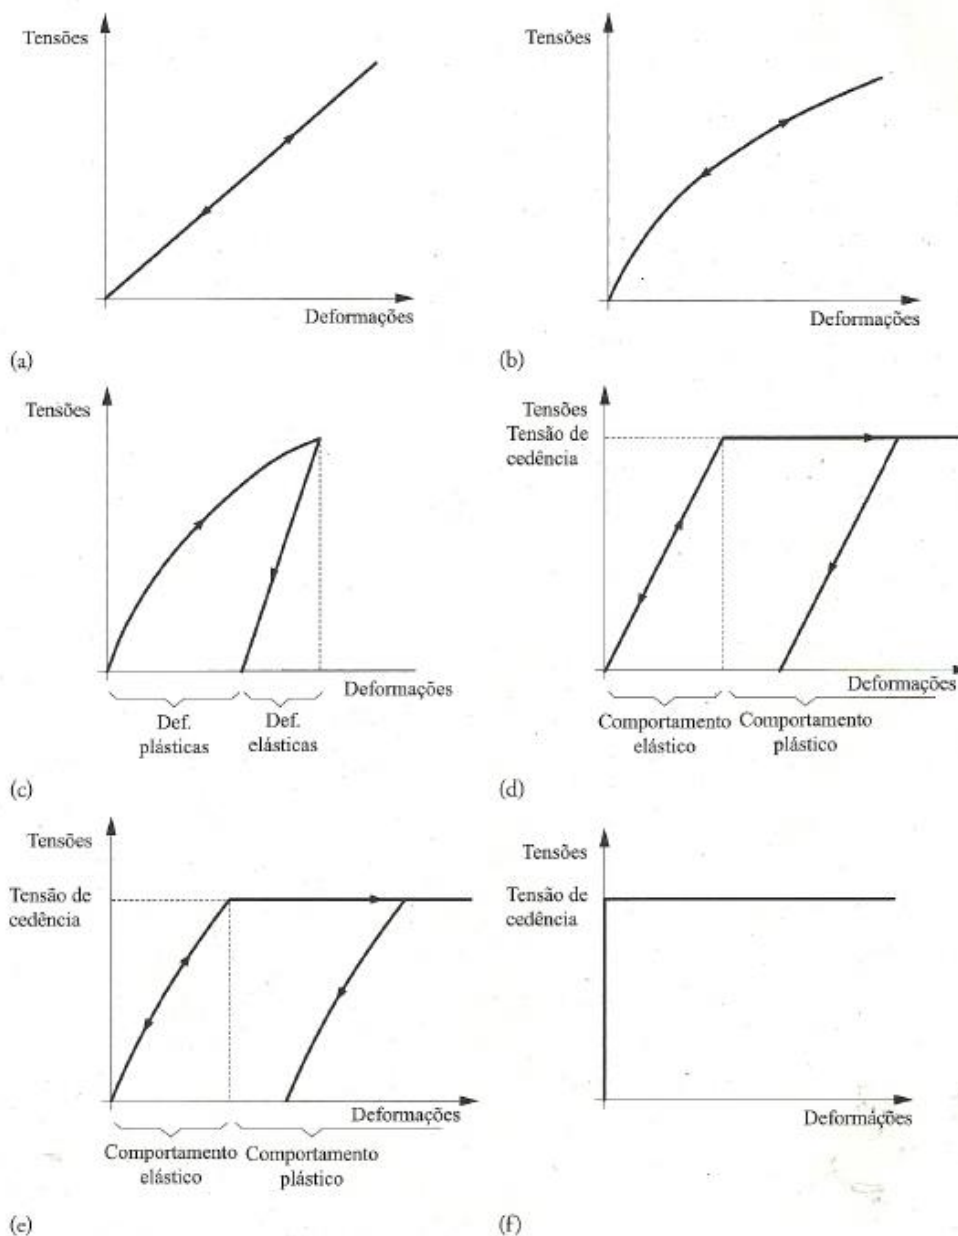 Tensões
Deformações
(a)
Tensões
Deformações
(b)
Tensões
Deformações
Def.
plásticas
Def.
elásticas
(c)
Tensões
Tensão de
cedência
Deformações
Comportamento
elástico
Comportamento
plástico
(d)
Tensões
Tensão de
cedência
Deformações
Comportamento
elástico
Comportamento
plástico
(e)
Tensões
Tensão de
cedência
Deformações
(f)